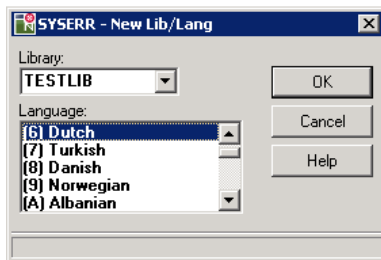 SYSERR - New Lib/Lang
Library:
TESTLIB
OK
Language:
Cancel
(6) Dutch
(7) Turkish
(8) Danish
(9) Norwegian
(A) Albanian
Help